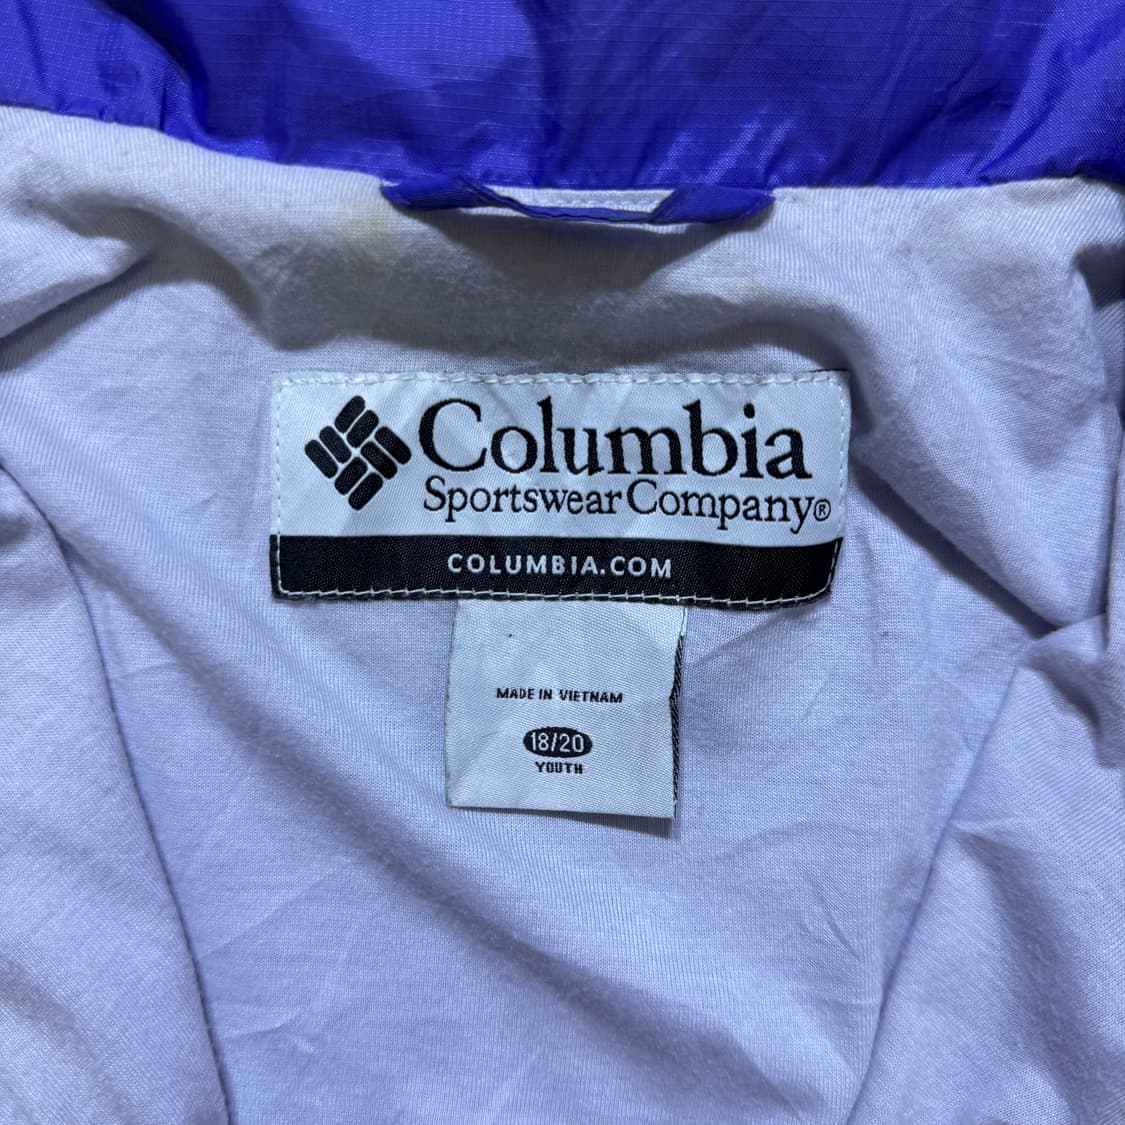 Columbia
Sportswear Company®
COLUMBIA.COM
MADE IN VIETNAM
18/20
YOUTH